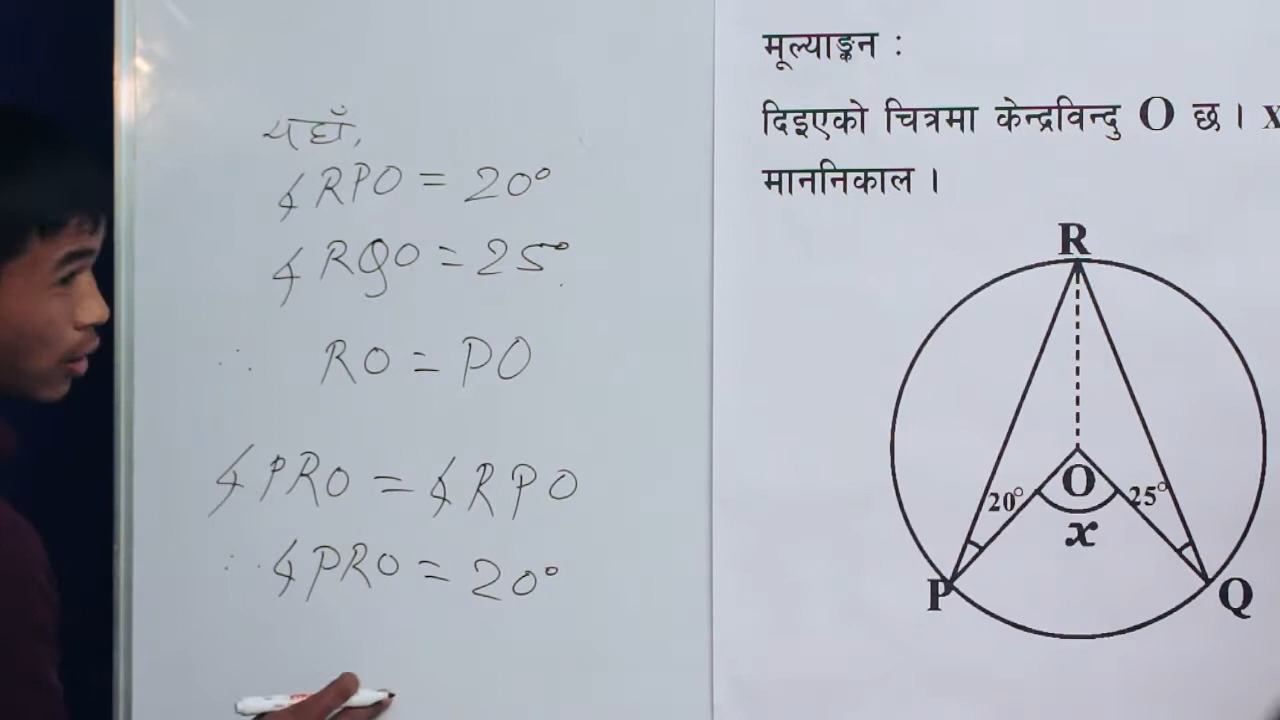 यहाँ,
∡RPO = 20°
∡RQO = 25°
∴ RO = PO
∡PRO = ∡RPO
∴ ∡PRO = 20°
मूल्याङ्कन :
दिइएको चित्रमा केन्द्रविन्दु O छ । x
माननिकाल ।
R
O
20°
25°
x
P
Q